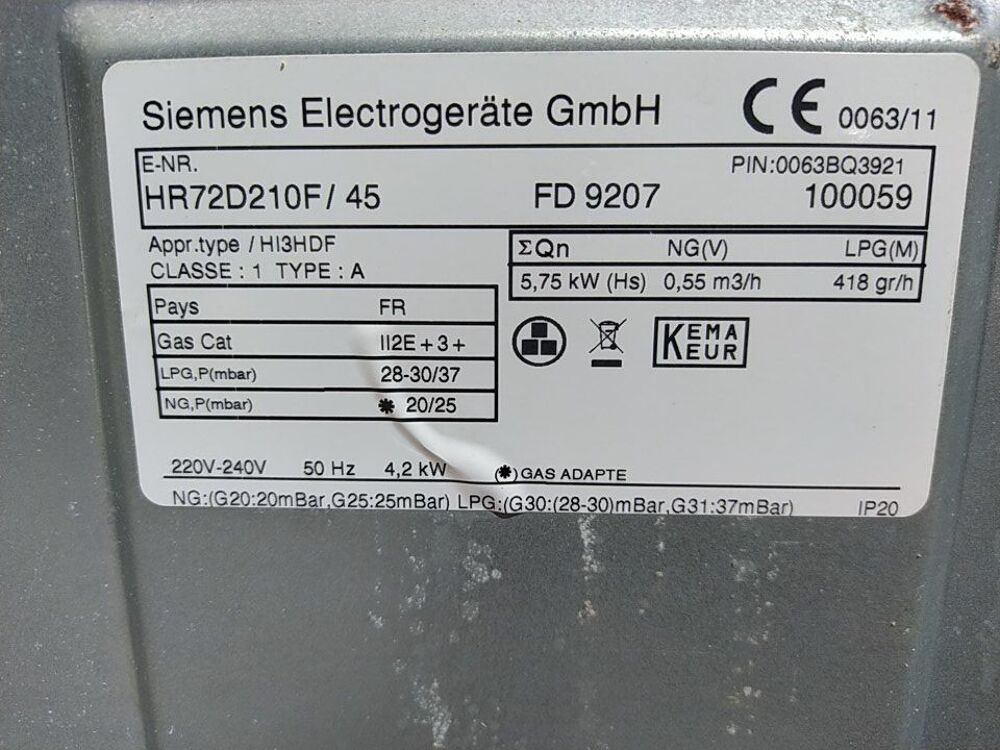 Siemens Electrogeräte GmbH CE 0063/11
E-NR. PIN:0063BQ3921
HR72D210F/ 45 FD 9207 100059
Appr.type / HI3HDF
CLASSE : 1 TYPE : A
ΣQn NG(V) LPG(M)
5,75 kW (Hs) 0,55 m3/h 418 gr/h
Pays FR
Gas Cat II2E+3+
LPG,P(mbar) 28-30/37
NG,P(mbar) ✱ 20/25
KEMA
EUR
220V-240V 50 Hz 4,2 kW (✱) GAS ADAPTE
NG:(G20:20mBar,G25:25mBar) LPG:(G30:(28-30)mBar,G31:37mBar) IP20